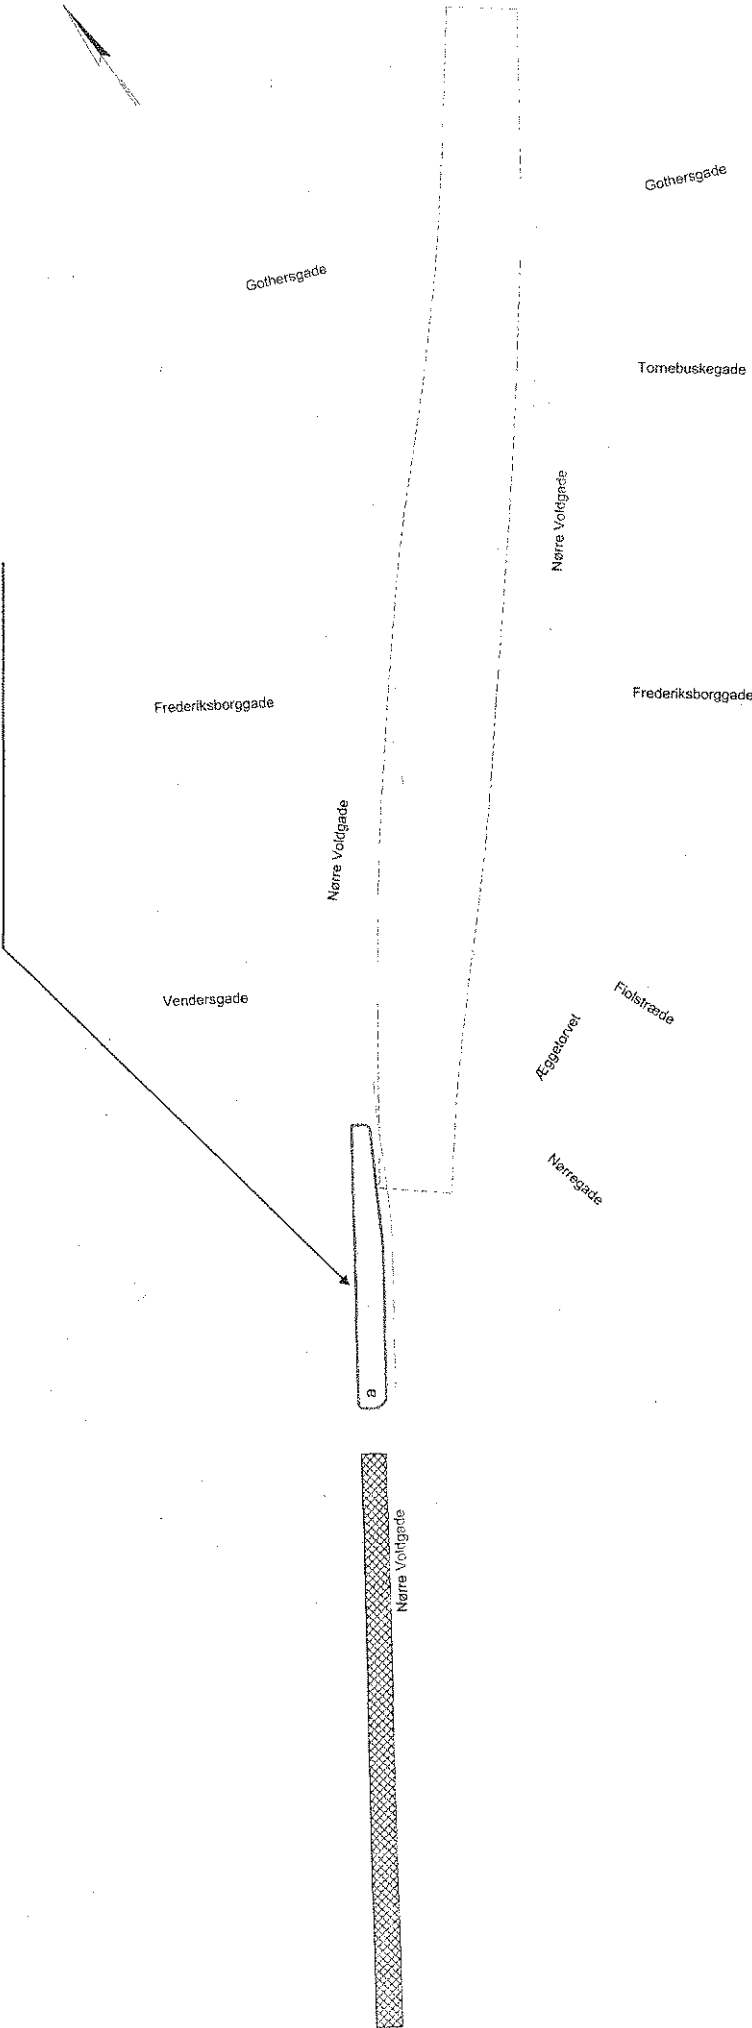 Gothersgade
Gothersgade
Tornebuskegade
Nørre Voldgade
Frederiksborggade
Frederiksborggade
Nørre Voldgade
Vendersgade
Fiolstræde
Æggetorvet
Nørregade
a
Nørre Voldgade